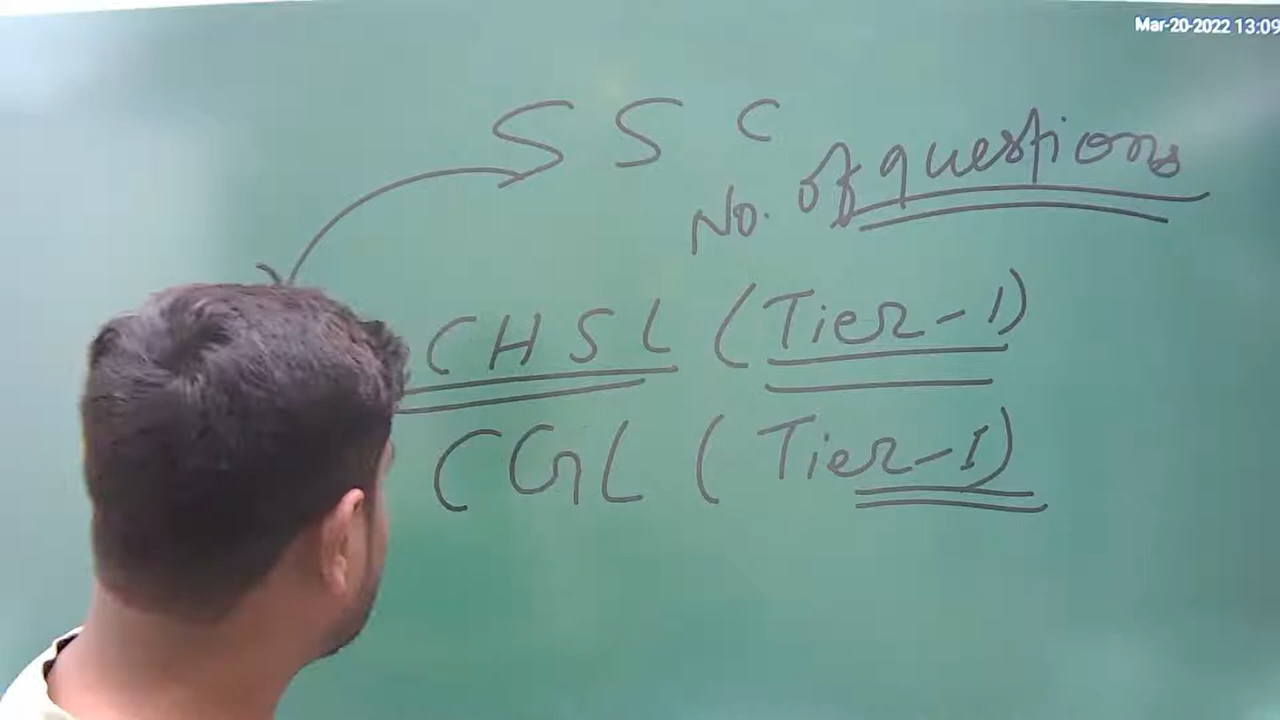 Mar-20-2022 13:09
SSC
No. of questions
CHSL (Tier-1)
CGL (Tier-I)